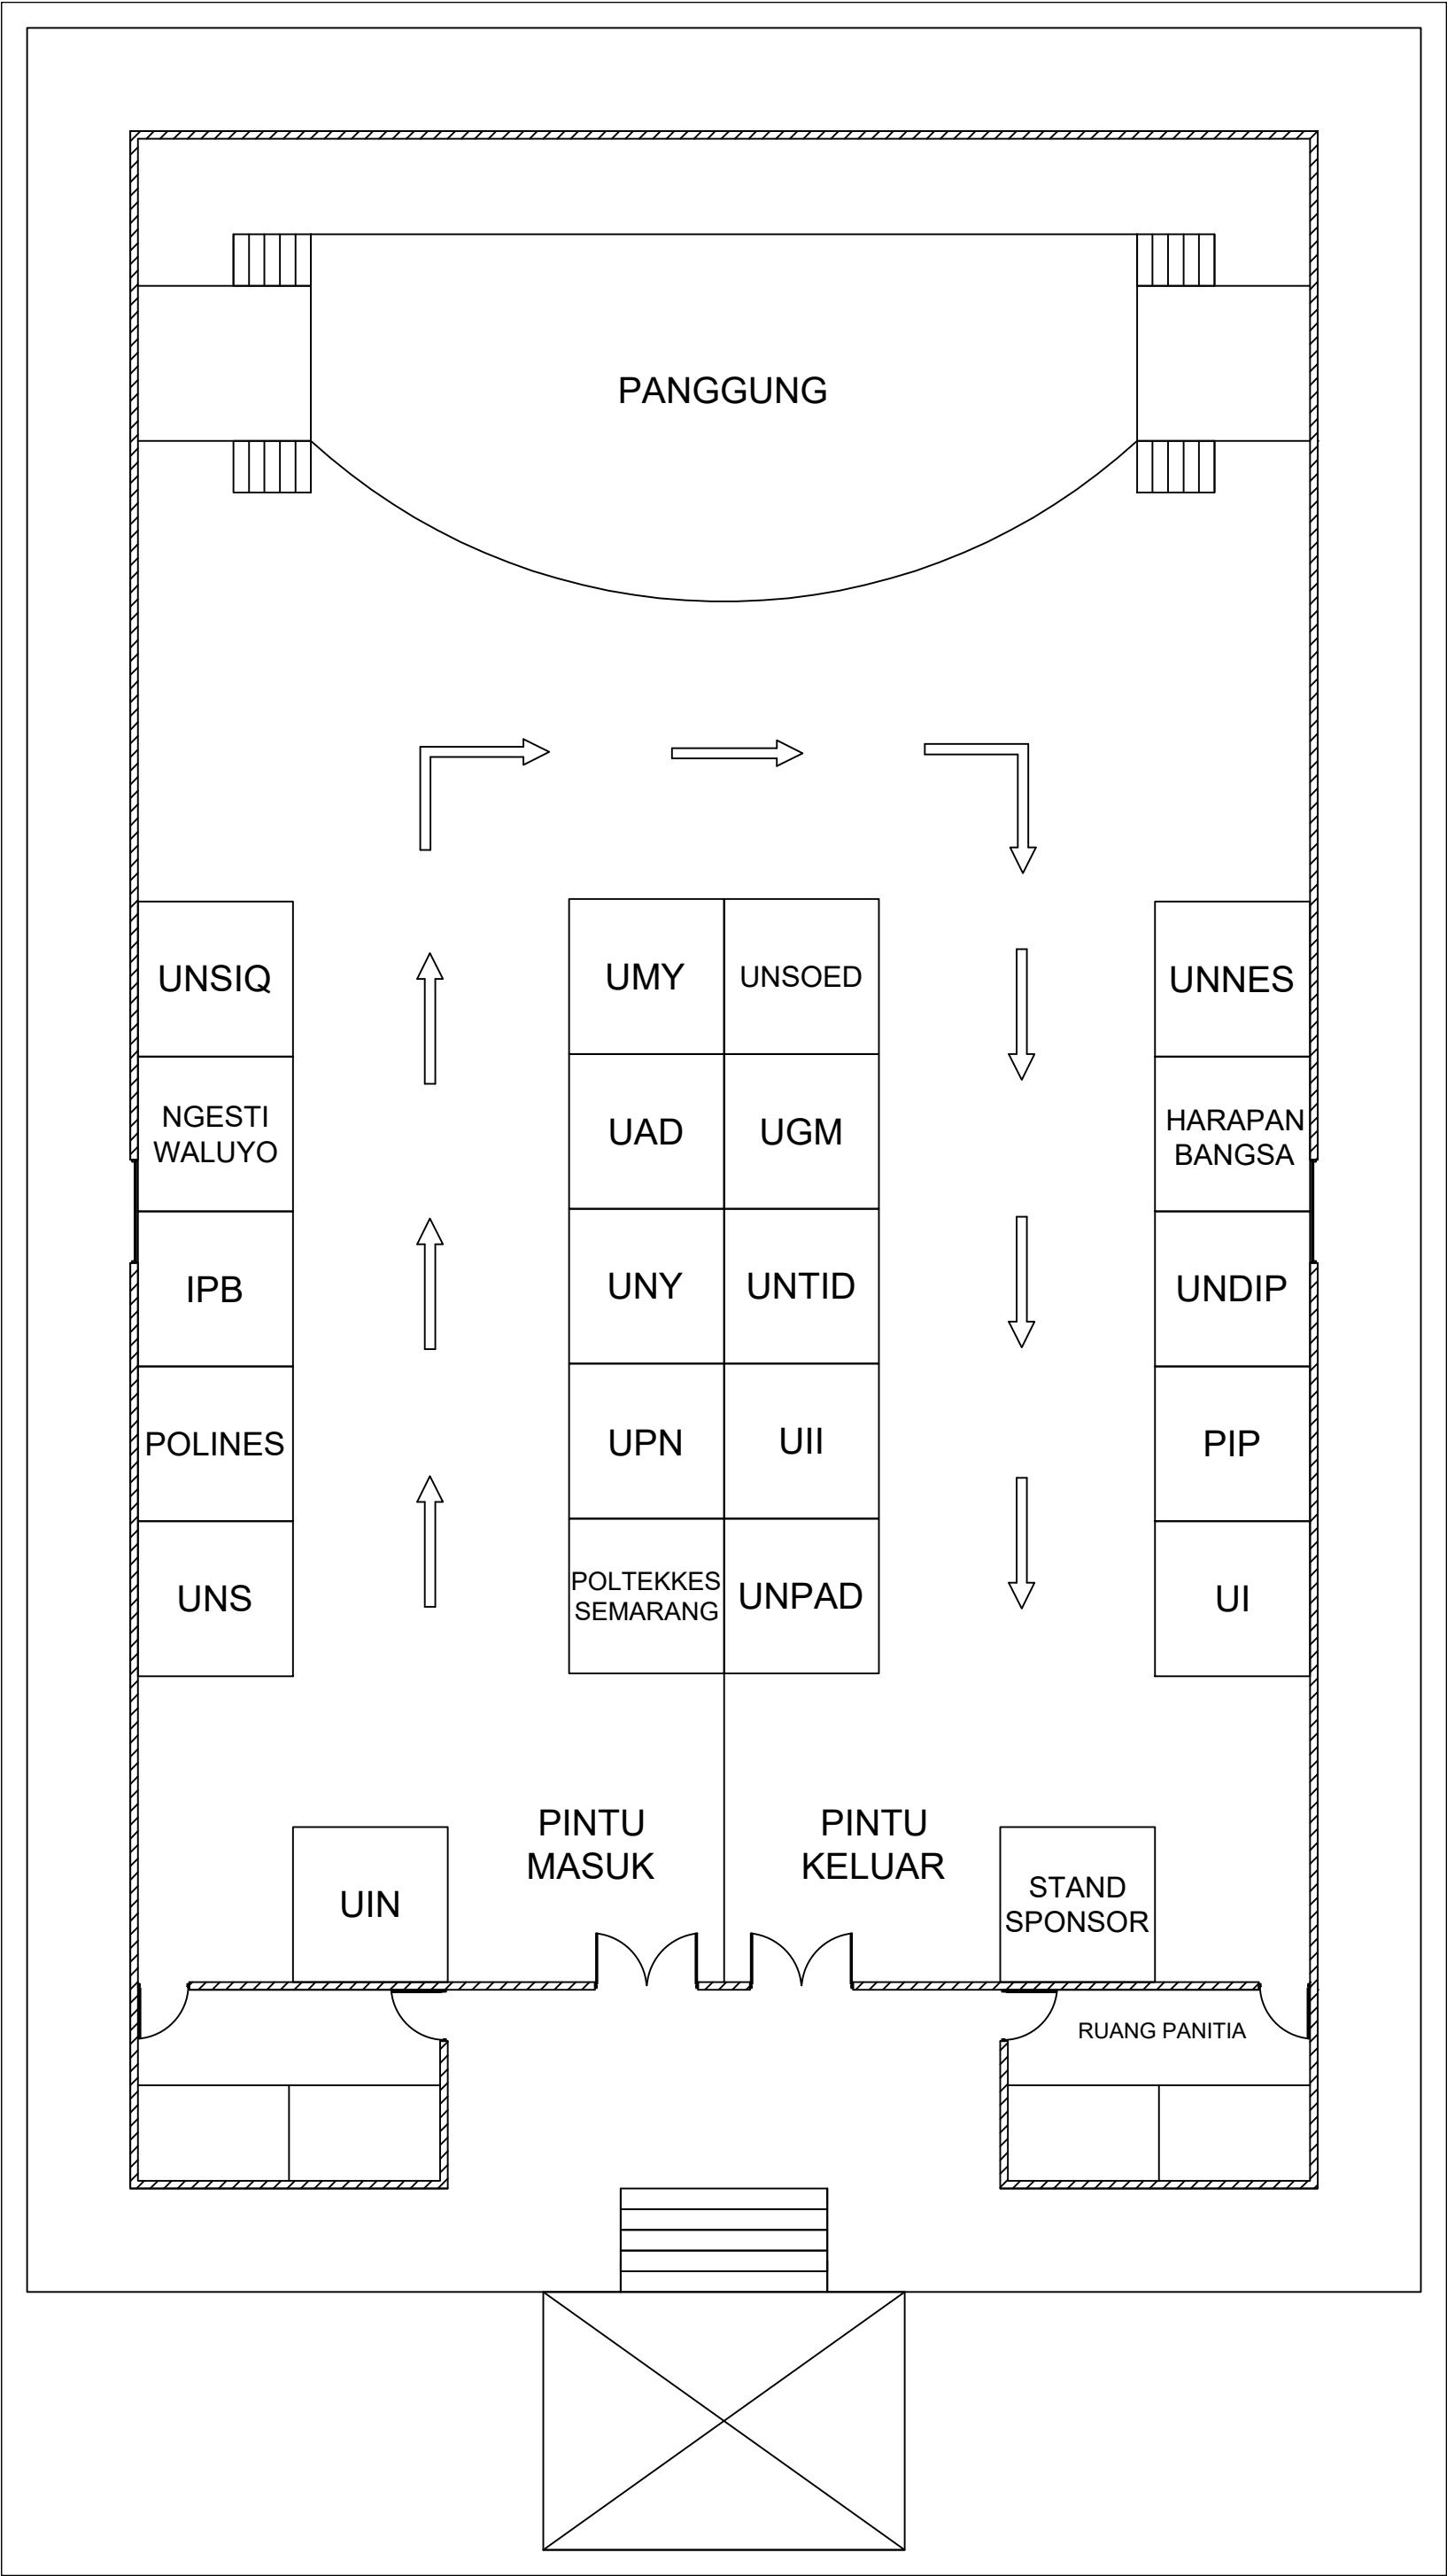 PANGGUNG
UNSIQ
UMY
UNSOED
UNNES
NGESTI
WALUYO
UAD
UGM
HARAPAN
BANGSA
IPB
UNY
UNTID
UNDIP
POLINES
UPN
UII
PIP
UNS
POLTEKKES
SEMARANG
UNPAD
UI
PINTU
MASUK
PINTU
KELUAR
UIN
STAND
SPONSOR
RUANG PANITIA